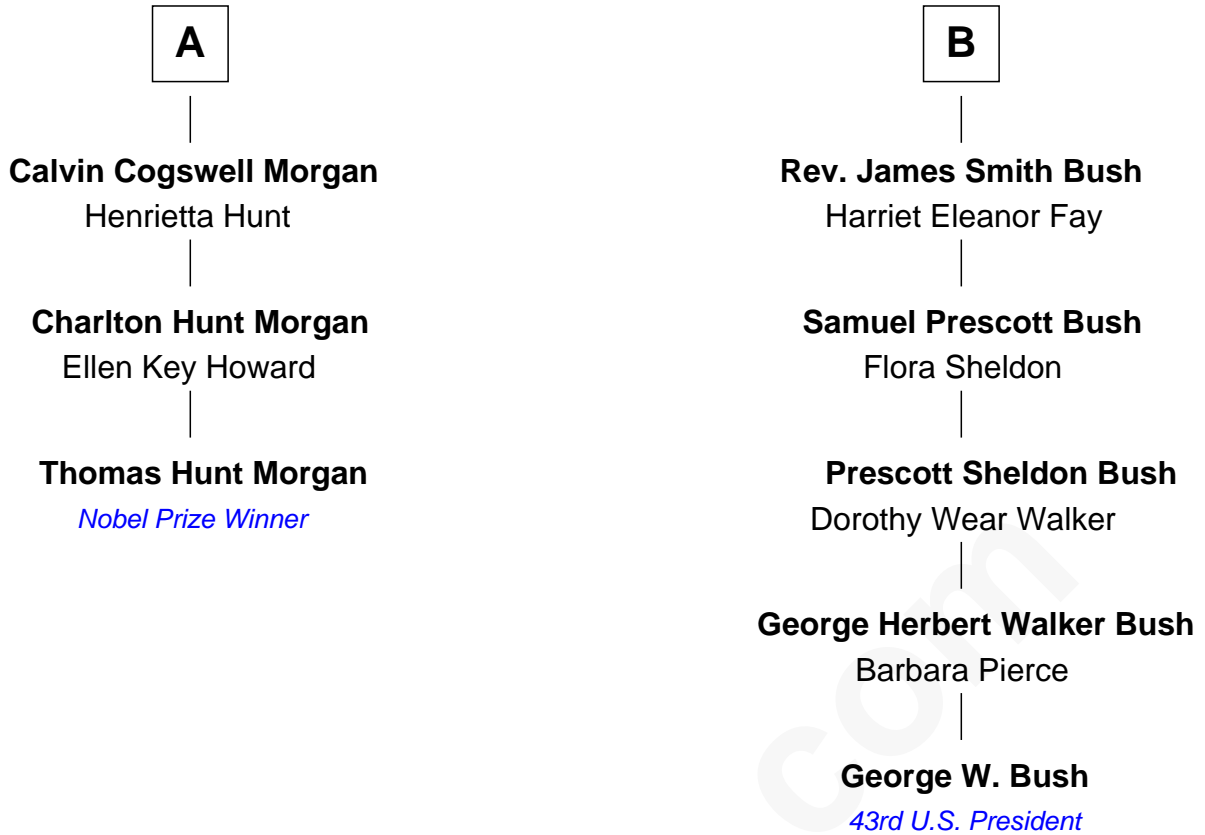 A
Calvin Cogswell Morgan
Henrietta Hunt
Charlton Hunt Morgan
Ellen Key Howard
Thomas Hunt Morgan
Nobel Prize Winner
B
Rev. James Smith Bush
Harriet Eleanor Fay
Samuel Prescott Bush
Flora Sheldon
Prescott Sheldon Bush
Dorothy Wear Walker
George Herbert Walker Bush
Barbara Pierce
George W. Bush
43rd U.S. President
com